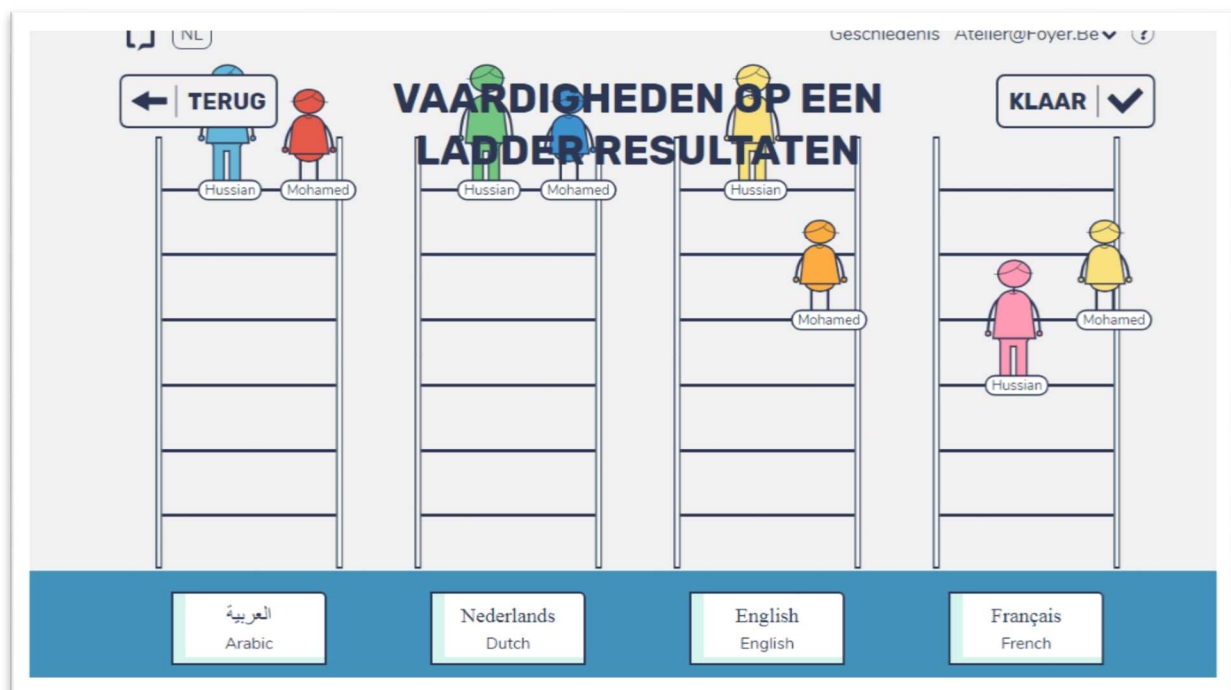 NL
Geschiedenis Atelier@Foyer.Be ?
TERUG
VAARDIGHEDEN OP EEN
LADDER RESULTATEN
KLAAR
Hussian Mohamed Hussian Mohamed Hussian
Mohamed Mohamed
Hussian
العربية Nederlands English Français
Arabic Dutch English French